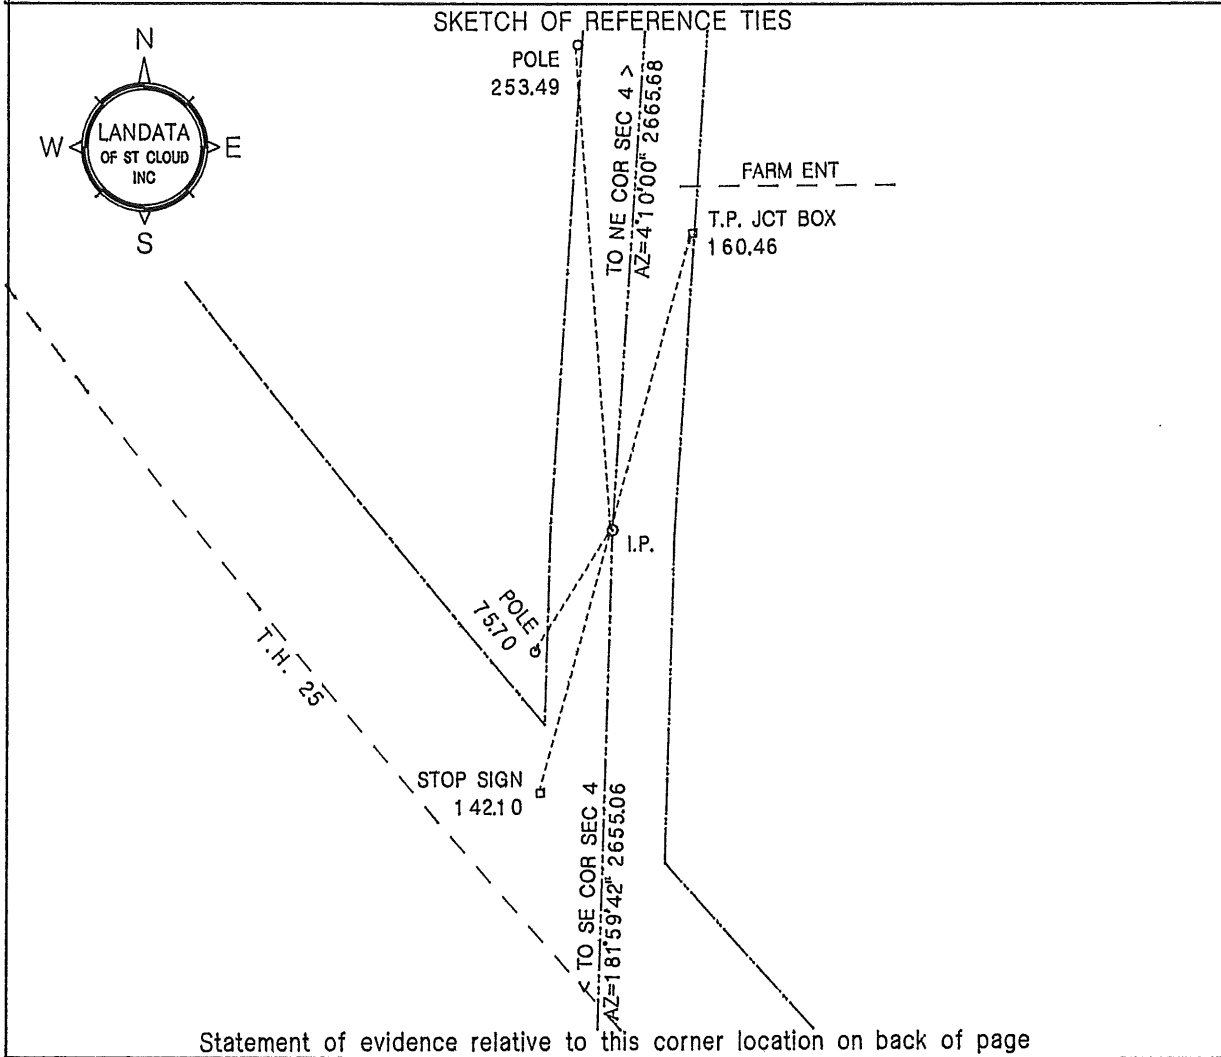 SKETCH OF REFERENCE TIES
N
W
E
S
LANDATA
OF ST CLOUD
INC
POLE
253.49
TO NE COR SEC 4 >
AZ=4°10'00" 2665.68
FARM ENT
T.P. JCT BOX
160.46
I.P.
POLE
75.70
T.H. 25
STOP SIGN
142.10
< TO SE COR SEC 4
AZ=181°59'42" 2655.06
Statement of evidence relative to this corner location on back of page